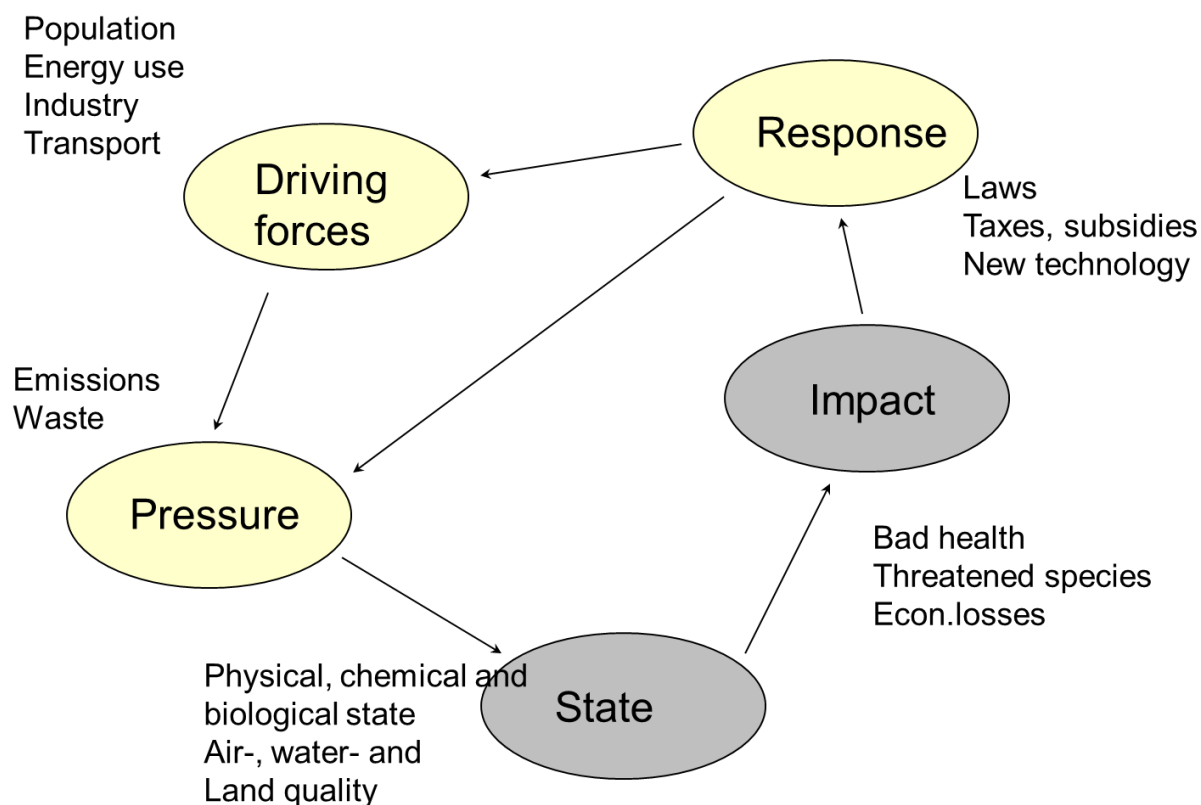 Population
Energy use
Industry
Transport
Driving
forces
Response
Laws
Taxes, subsidies
New technology
Emissions
Waste
Pressure
Impact
Bad health
Threatened species
Econ.losses
Physical, chemical and
biological state
Air-, water- and
Land quality
State